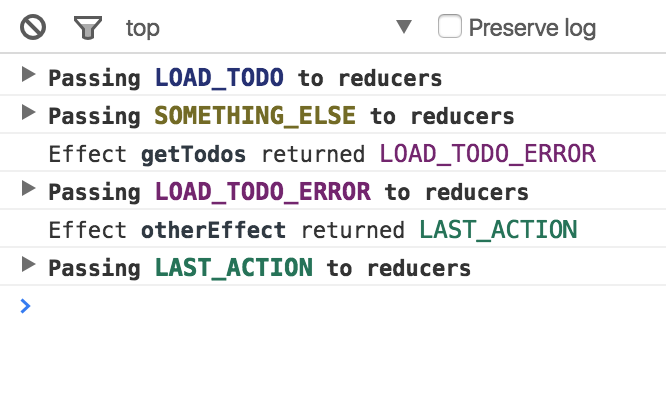 top Preserve log
Passing LOAD_TODO to reducers
Passing SOMETHING_ELSE to reducers
Effect getTodos returned LOAD_TODO_ERROR
Passing LOAD_TODO_ERROR to reducers
Effect otherEffect returned LAST_ACTION
Passing LAST_ACTION to reducers